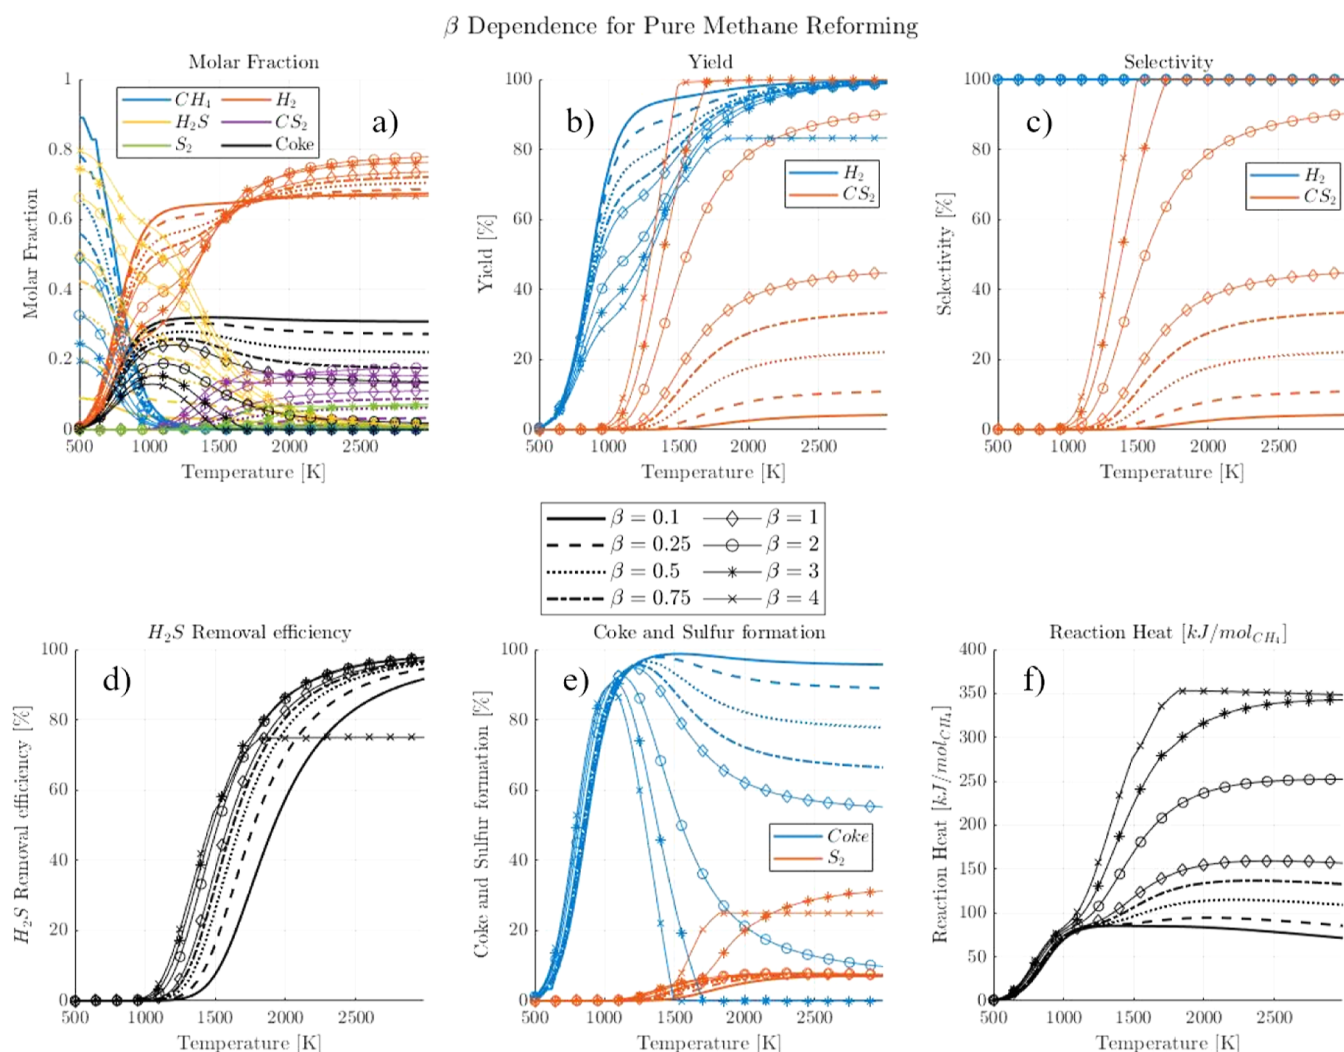 β Dependence for Pure Methane Reforming
Molar Fraction
Molar Fraction
1
0.8
0.6
0.4
0.2
0
500
1000
1500
2000
2500
Temperature [K]
CH₄
H₂S
S₂
H₂
CS₂
Coke
a)
Yield
Yield [%]
100
80
60
40
20
0
500
1000
1500
2000
2500
Temperature [K]
b)
H₂
CS₂
Selectivity
Selectivity [%]
100
80
60
40
20
0
500
1000
1500
2000
2500
Temperature [K]
c)
H₂
CS₂
β = 0.1
β = 0.25
β = 0.5
β = 0.75
β = 1
β = 2
β = 3
β = 4
H₂S Removal efficiency
H₂S Removal efficiency [%]
100
80
60
40
20
0
500
1000
1500
2000
2500
Temperature [K]
d)
Coke and Sulfur formation
Coke and Sulfur formation [%]
100
80
60
40
20
0
500
1000
1500
2000
2500
Temperature [K]
e)
Coke
S₂
Reaction Heat [kJ/mol_CH₄]
Reaction Heat [kJ/mol_CH₄]
400
350
300
250
200
150
100
50
0
500
1000
1500
2000
2500
Temperature [K]
f)